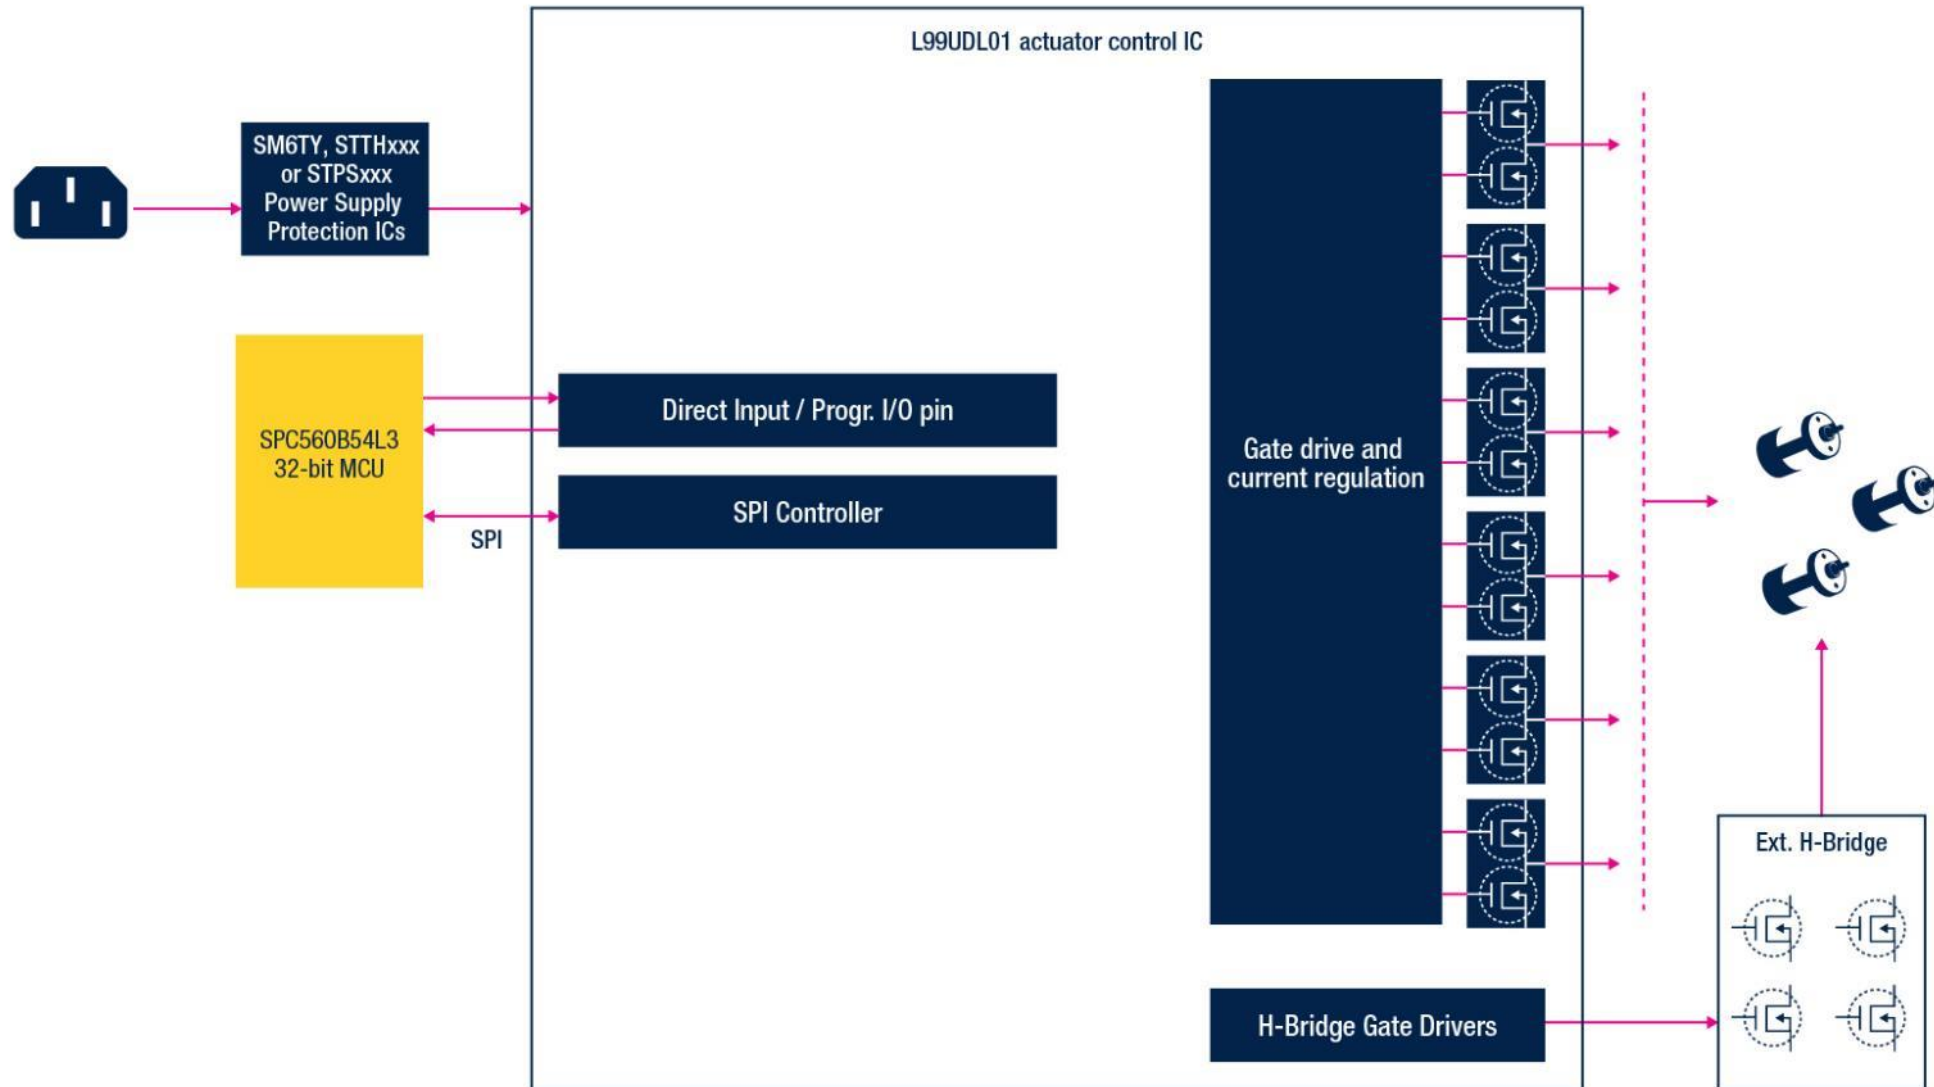 L99UDL01 actuator control IC
SM6TY, STTHxxx
or STPSxxx
Power Supply
Protection ICs
SPC560B54L3
32-bit MCU
Direct Input / Progr. I/O pin
SPI Controller
SPI
Gate drive and
current regulation
Ext. H-Bridge
H-Bridge Gate Drivers